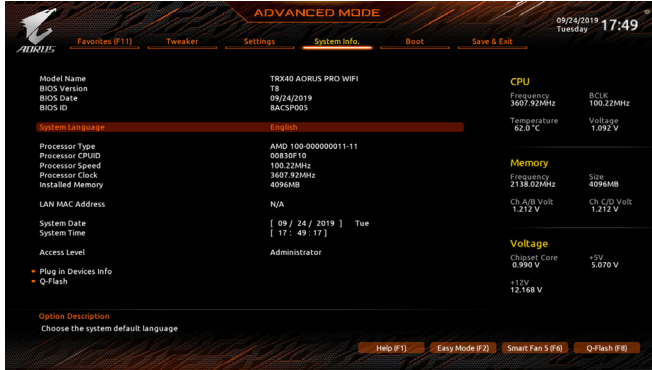 ADVANCED MODE
09/24/2019
Tuesday 17:49
AORUS
Favorites (F11) Tweaker Settings System Info. Boot Save & Exit
Model Name TRX40 AORUS PRO WIFI
BIOS Version T8
BIOS Date 09/24/2019
BIOS ID 8ACSP005
System Language English
Processor Type AMD 100-000000011-11
Processor CPUID 00830F10
Processor Speed 100.22MHz
Processor Clock 3607.92MHz
Installed Memory 4096MB
LAN MAC Address N/A
System Date [ 09 / 24 / 2019 ] Tue
System Time [ 17 : 49 : 17 ]
Access Level Administrator
Plug in Devices Info
Q-Flash
CPU
Frequency BCLK
3607.92MHz 100.22MHz
Temperature Voltage
62.0 °C 1.092 V
Memory
Frequency Size
2138.02MHz 4096MB
Ch A/B Volt Ch C/D Volt
1.212 V 1.212 V
Voltage
Chipset Core +5V
0.990 V 5.070 V
+12V
12.168 V
Option Description
Choose the system default language
Help (F1) Easy Mode (F2) Smart Fan 5 (F6) Q-Flash (F8)